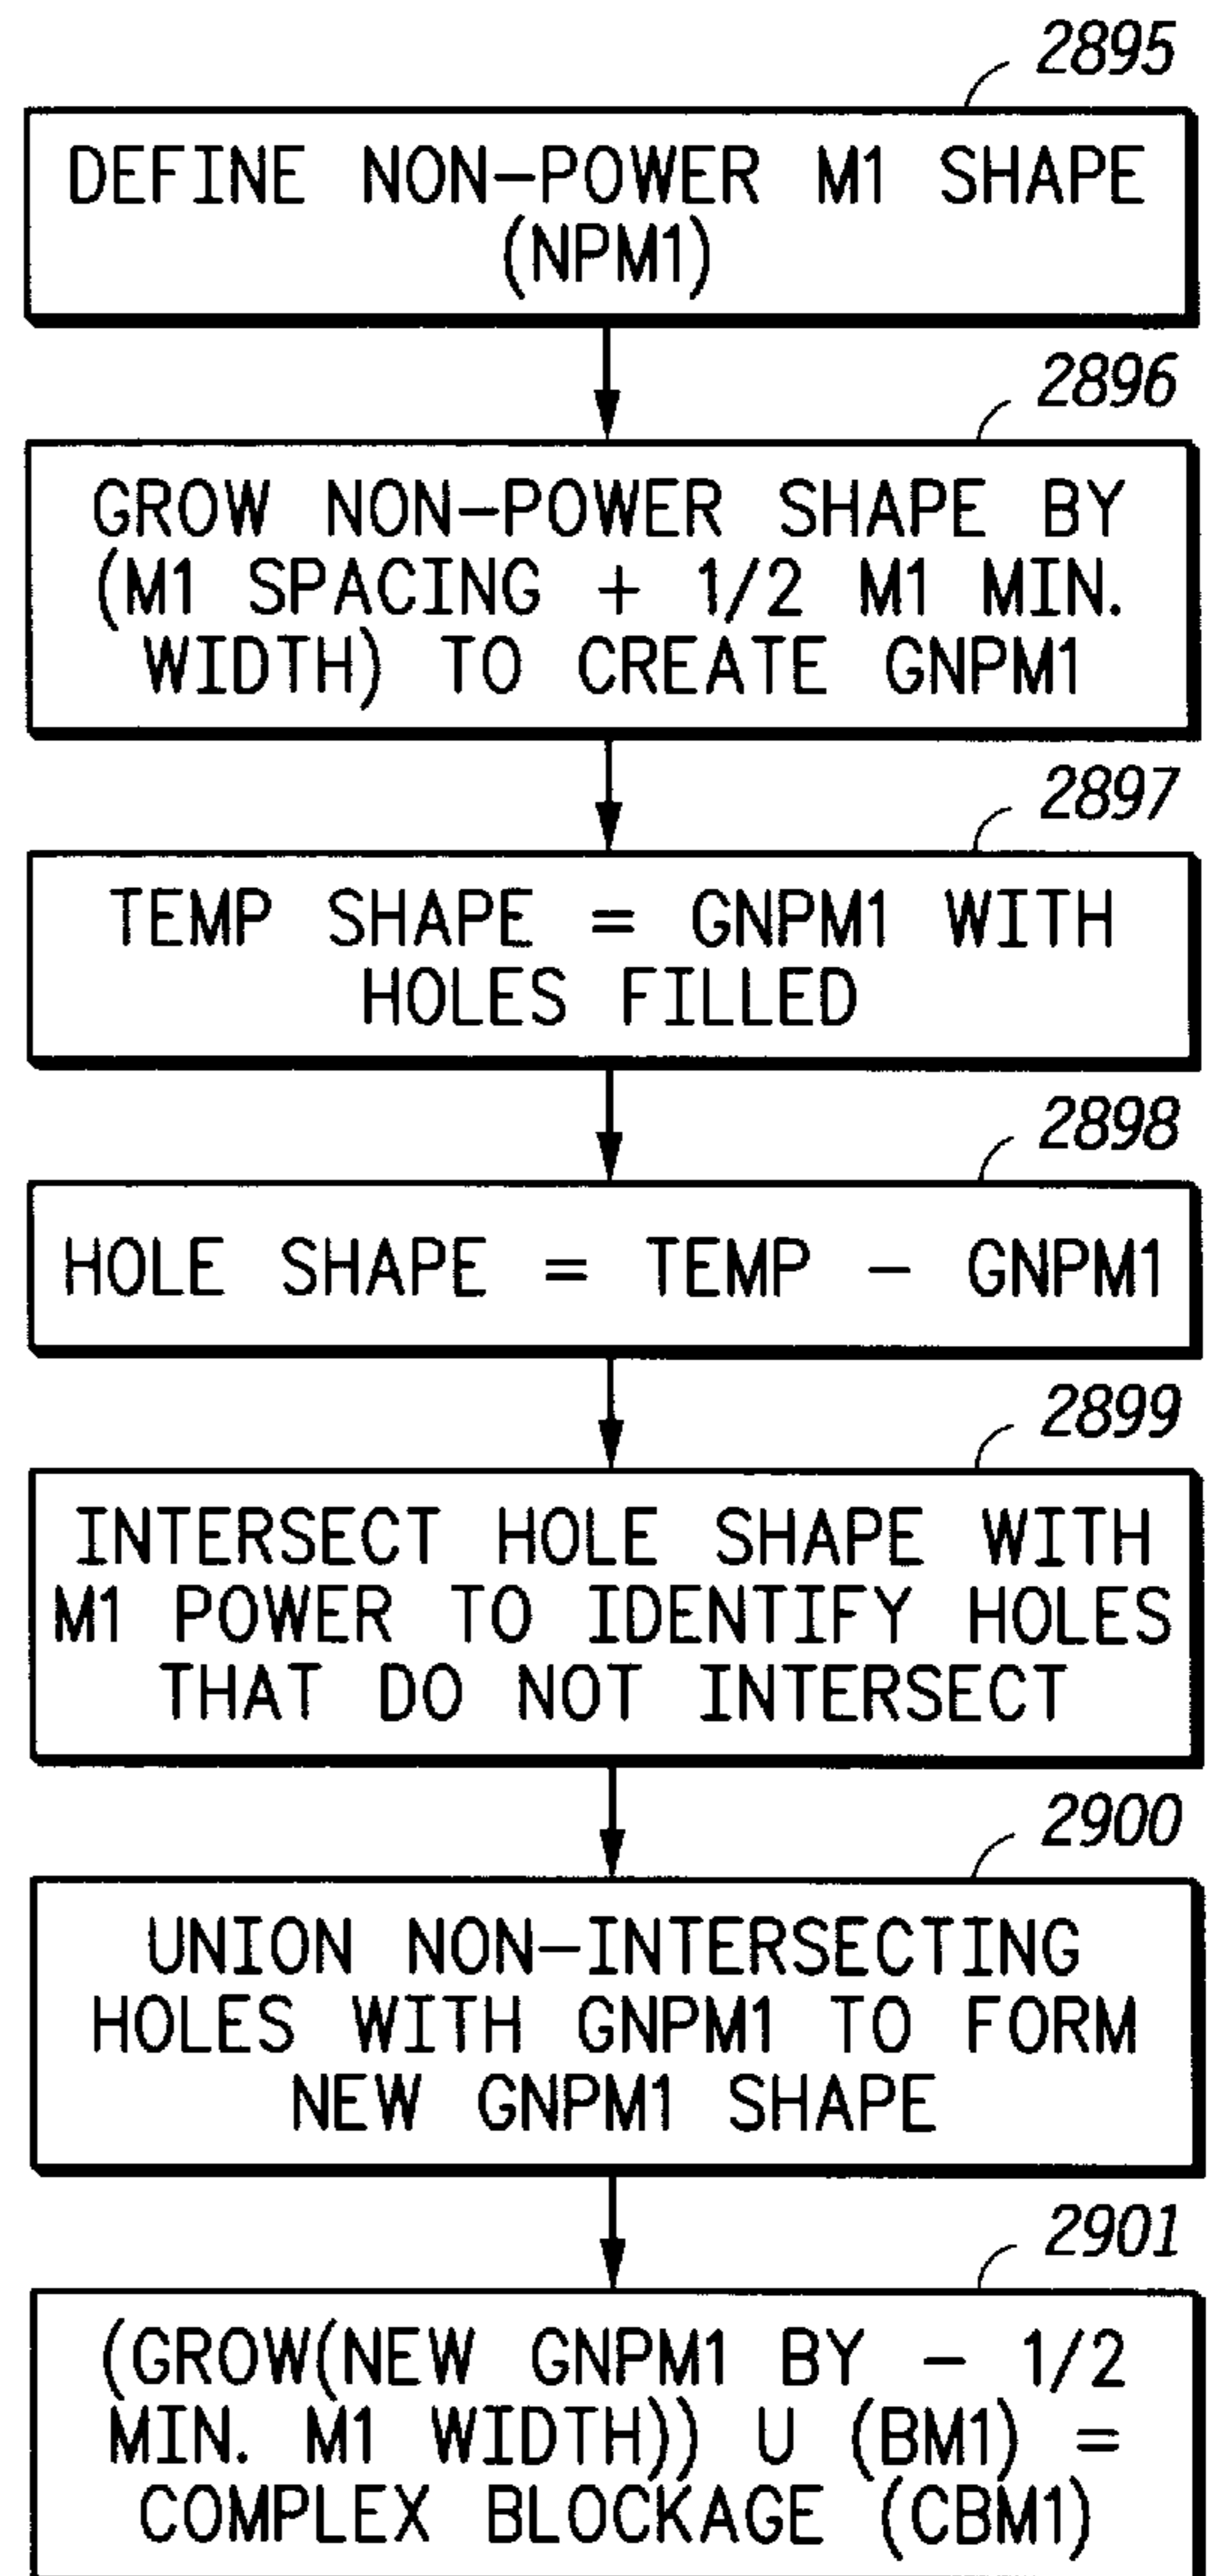 2895
DEFINE NON-POWER M1 SHAPE
(NPM1)
2896
GROW NON-POWER SHAPE BY
(M1 SPACING + 1/2 M1 MIN.
WIDTH) TO CREATE GNPM1
2897
TEMP SHAPE = GNPM1 WITH
HOLES FILLED
2898
HOLE SHAPE = TEMP - GNPM1
2899
INTERSECT HOLE SHAPE WITH
M1 POWER TO IDENTIFY HOLES
THAT DO NOT INTERSECT
2900
UNION NON-INTERSECTING
HOLES WITH GNPM1 TO FORM
NEW GNPM1 SHAPE
2901
(GROW(NEW GNPM1 BY - 1/2
MIN. M1 WIDTH)) U (BM1) =
COMPLEX BLOCKAGE (CBM1)